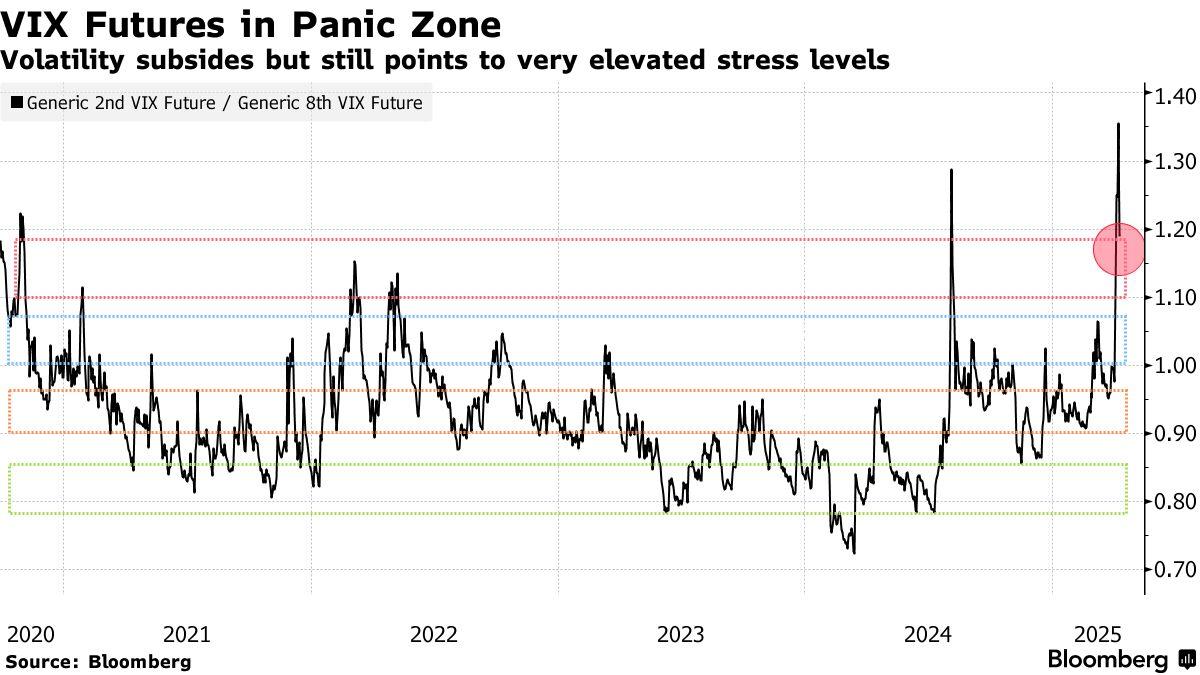 VIX Futures in Panic Zone
Volatility subsides but still points to very elevated stress levels
Generic 2nd VIX Future / Generic 8th VIX Future
1.40
1.30
1.20
1.10
1.00
0.90
0.80
0.70
2020 2021 2022 2023 2024 2025
Source: Bloomberg
Bloomberg